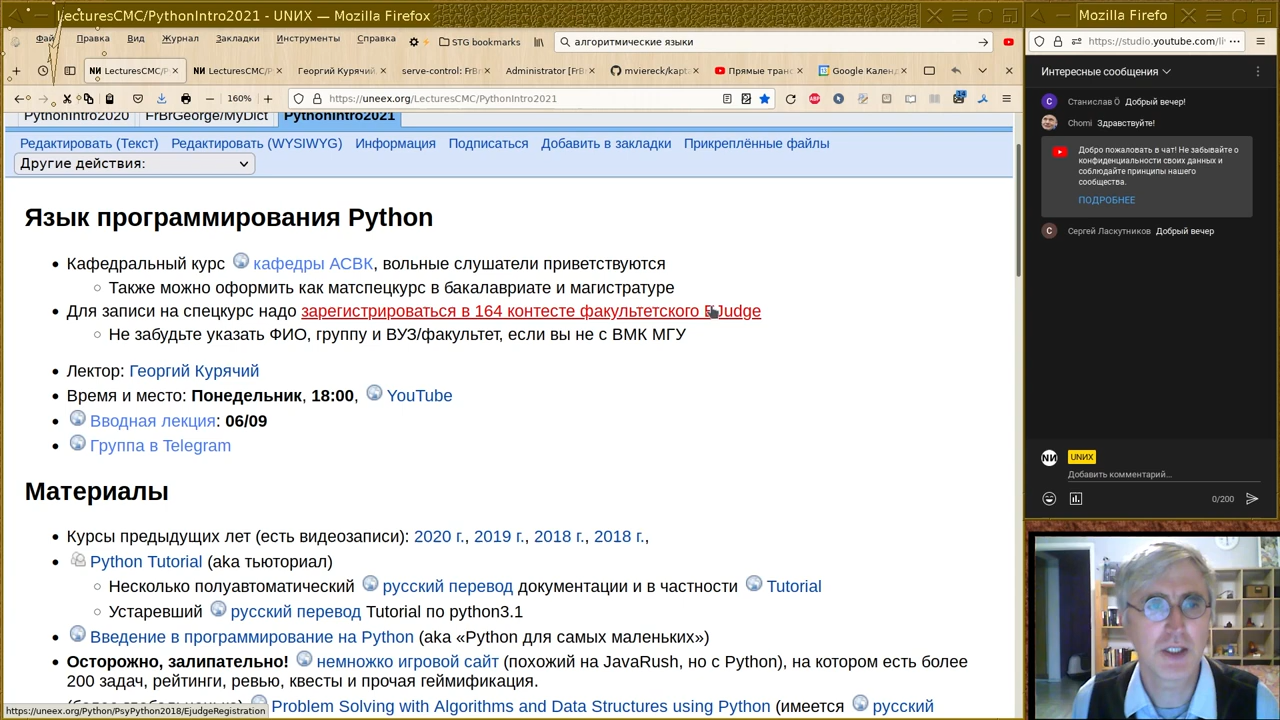 LecturesCMC/PythonIntro2021 - UNИX — Mozilla Firefox
Mozilla Firefo
Файл Правка Вид Журнал Закладки Инструменты Справка
STG bookmarks
алгоритмические языки
https://studio.youtube.com/li
LecturesCMC/P
LecturesCMC/P
Георгий Курячий.
serve-control: FrB
Administrator [FrB
mviereck/kapt
Прямые тран
Google Кален
160%
https://uneex.org/LecturesCMC/PythonIntro2021
PythonIntro2020 FrBrGeorge/MyDict PythonIntro2021
Редактировать (Текст) Редактировать (WYSIWYG) Информация Подписаться Добавить в закладки Прикреплённые файлы
Другие действия:
Язык программирования Python
Кафедральный курс кафедры АСВК, вольные слушатели приветствуются
Также можно оформить как матспецкурс в бакалавриате и магистратуре
Для записи на спецкурс надо зарегистрироваться в 164 контесте факультетского EJudge
Не забудьте указать ФИО, группу и ВУЗ/факультет, если вы не с ВМК МГУ
Лектор: Георгий Курячий
Время и место: Понедельник, 18:00, YouTube
Вводная лекция: 06/09
Группа в Telegram
Материалы
Курсы предыдущих лет (есть видеозаписи): 2020 г., 2019 г., 2018 г., 2018 г.,
Python Tutorial (aka тьюториал)
Несколько полуавтоматический русский перевод документации и в частности Tutorial
Устаревший русский перевод Tutorial по python3.1
Введение в программирование на Python (aka «Python для самых маленьких»)
Осторожно, залипательно! немножко игровой сайт (похожий на JavaRush, но с Python), на котором есть более
200 задач, рейтинги, ревью, квесты и прочая геймификация.
Problem Solving with Algorithms and Data Structures using Python (имеется русский
https://uneex.org/Python/PsyPython2018/EjudgeRegistration
Интересные сообщения
Станислав Ö Добрый вечер!
Chomi Здравствуйте!
Добро пожаловать в чат! Не забывайте о
конфиденциальности своих данных и
соблюдайте принципы нашего
сообщества.
ПОДРОБНЕЕ
Сергей Ласкутников Добрый вечер
UNИX
Добавить комментарий...
0/200